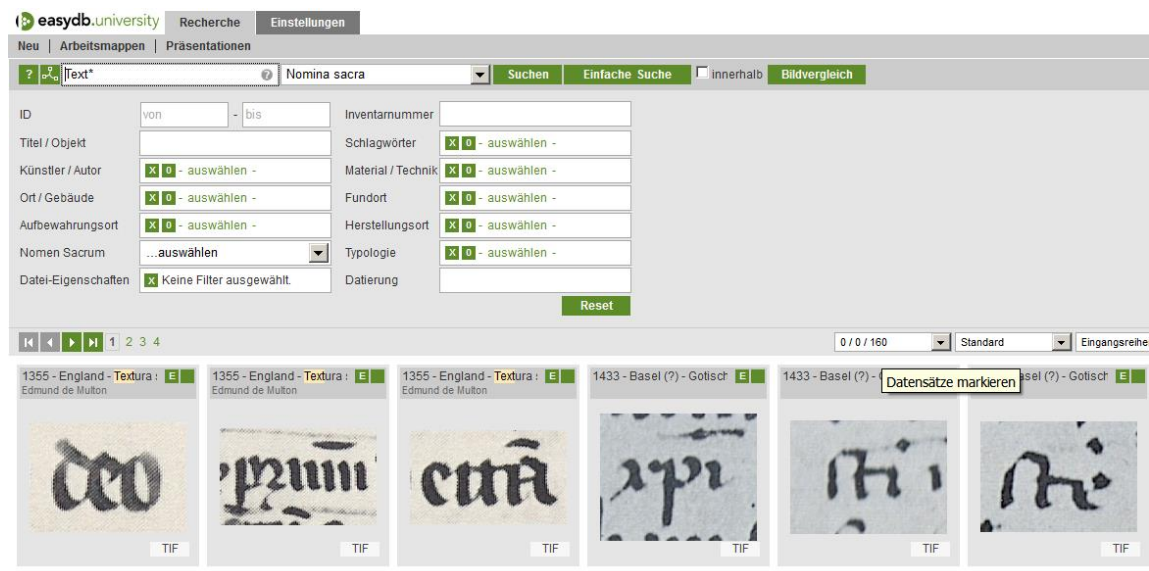 easydb.university Recherche Einstellungen
Neu | Arbeitsmappen | Präsentationen
? Text* ? Nomina sacra Suchen Einfache Suche innerhalb Bildvergleich
ID von - bis Inventarnummer
Titel / Objekt Schlagwörter X 0 - auswählen -
Künstler / Autor X 0 - auswählen - Material / Technik X 0 - auswählen -
Ort / Gebäude X 0 - auswählen - Fundort X 0 - auswählen -
Aufbewahrungsort X 0 - auswählen - Herstellungsort X 0 - auswählen -
Nomen Sacrum ...auswählen Typologie X 0 - auswählen -
Datei-Eigenschaften X Keine Filter ausgewählt. Datierung
Reset
1 2 3 4 0 / 0 / 160 Standard Eingangsreihe
1355 - England - Textura : E 1355 - England - Textura : E 1355 - England - Textura : E 1433 - Basel (?) - Gotisch E 1433 - Basel (?) - Datensätze markieren asel (?) - Gotisch E
Edmund de Multon Edmund de Multon Edmund de Multon
deo
TIF TIF TIF TIF TIF TIF